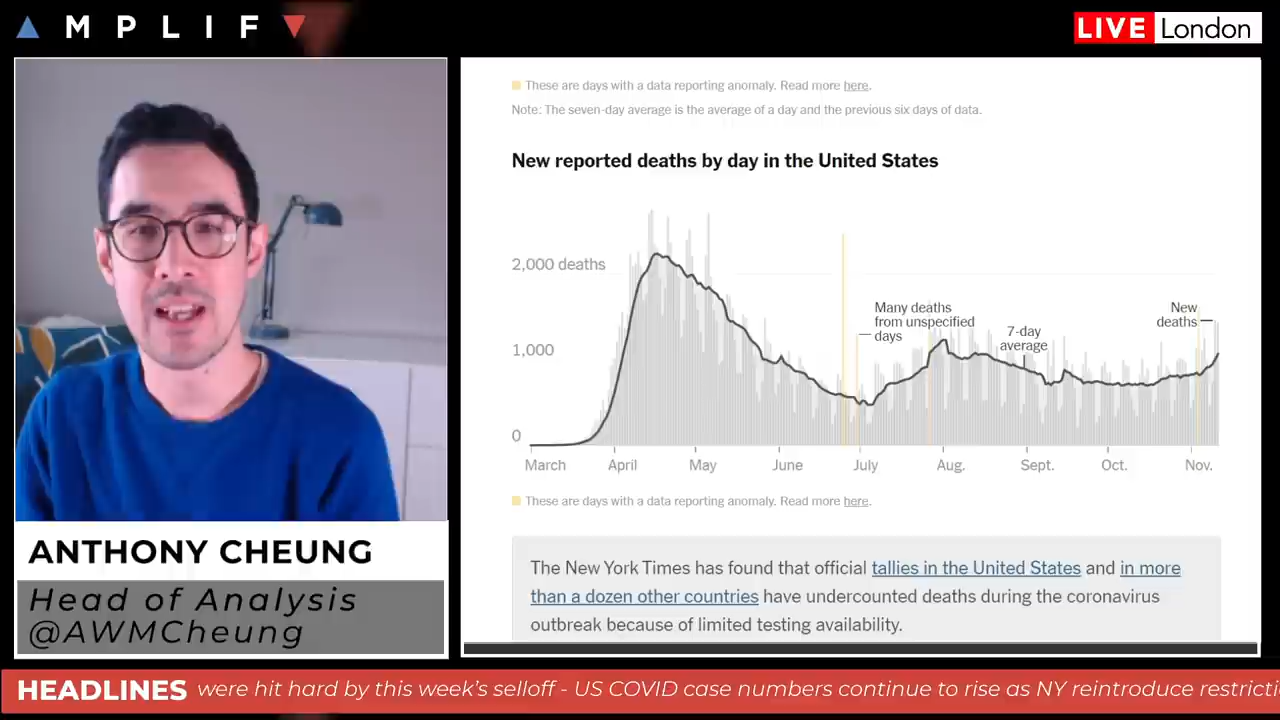 ▲ M P L I F ▼
LIVE London
These are days with a data reporting anomaly. Read more here.
Note: The seven-day average is the average of a day and the previous six days of data.
New reported deaths by day in the United States
2,000 deaths
1,000
0
Many deaths
from unspecified
days
7-day
average
New
deaths
March April May June July Aug. Sept. Oct. Nov.
These are days with a data reporting anomaly. Read more here.
The New York Times has found that official tallies in the United States and in more
than a dozen other countries have undercounted deaths during the coronavirus
outbreak because of limited testing availability.
ANTHONY CHEUNG
Head of Analysis
@AWMCheung
HEADLINES were hit hard by this week's selloff - US COVID case numbers continue to rise as NY reintroduce restricti